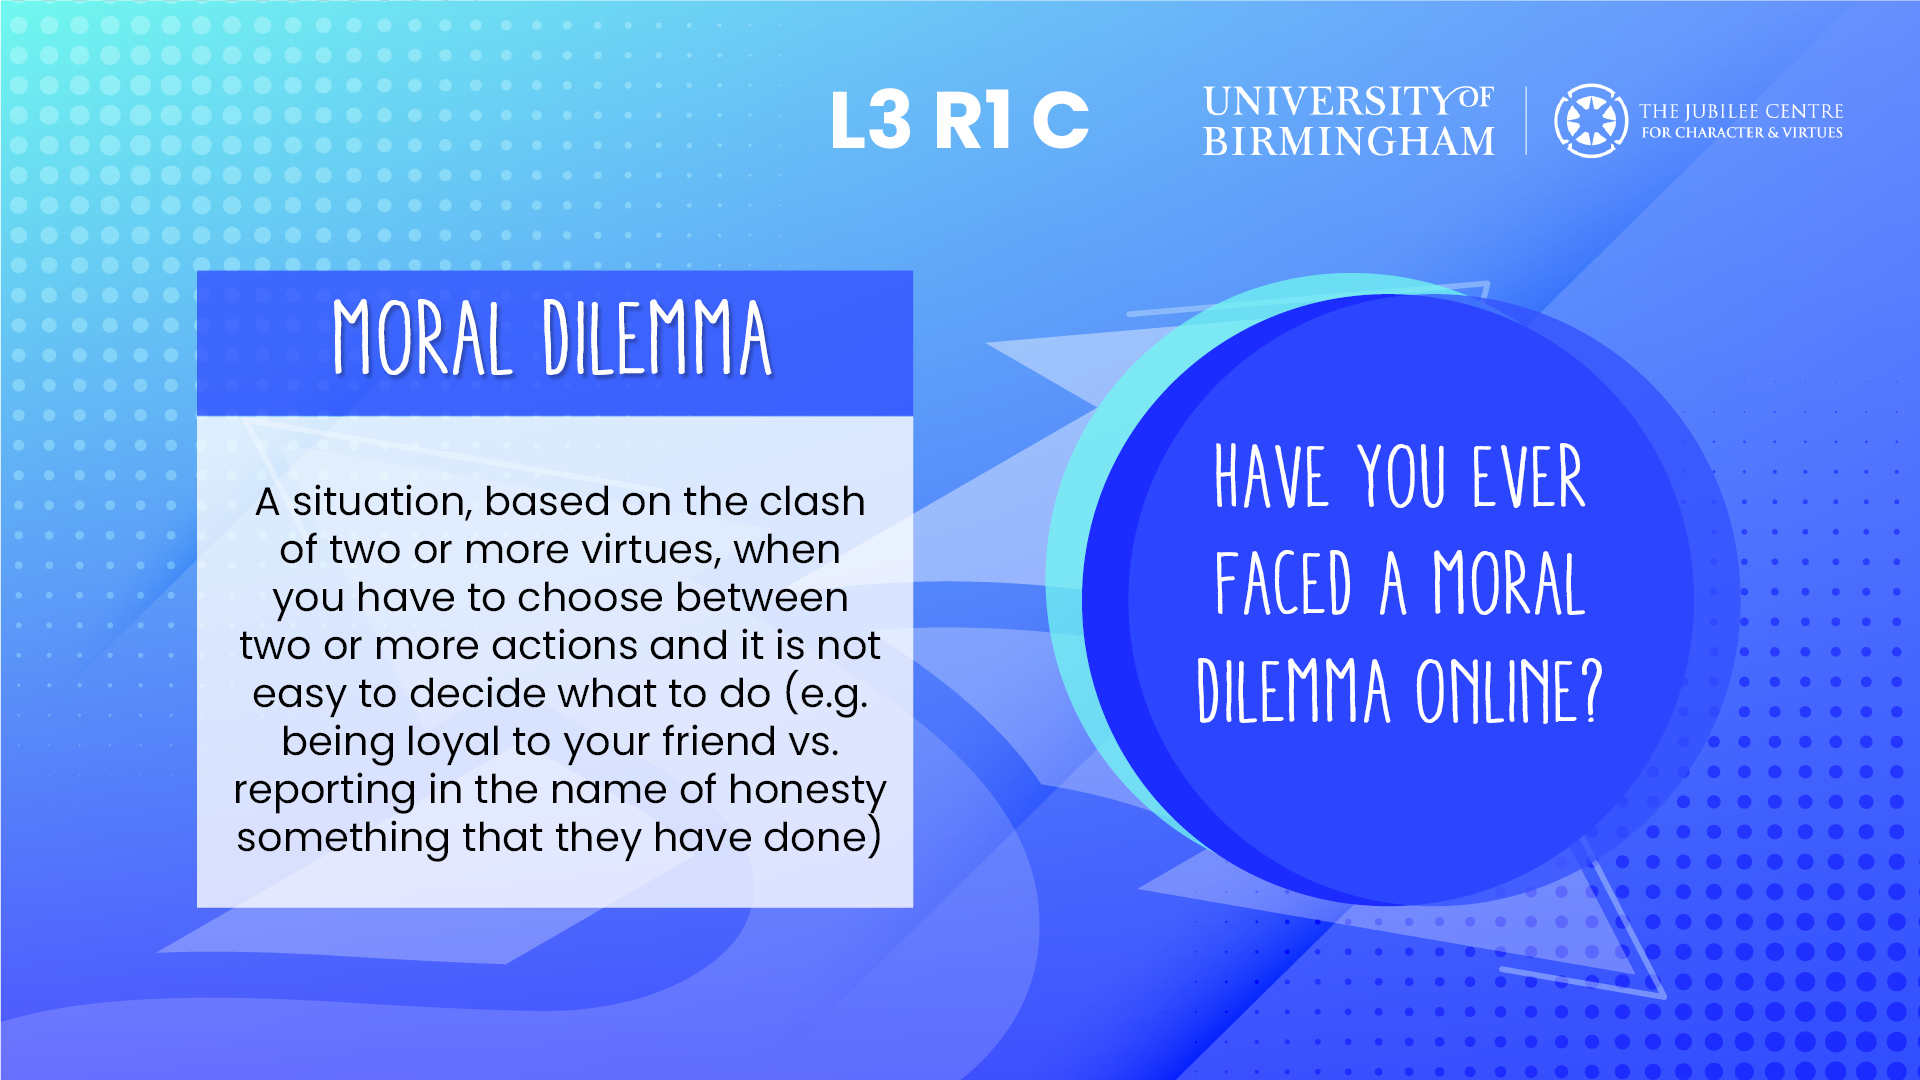 L3 R1 C
UNIVERSITY OF
BIRMINGHAM
THE JUBILEE CENTRE
FOR CHARACTER & VIRTUES
MORAL DILEMMA
A situation, based on the clash
of two or more virtues, when
you have to choose between
two or more actions and it is not
easy to decide what to do (e.g.
being loyal to your friend vs.
reporting in the name of honesty
something that they have done)
HAVE YOU EVER
FACED A MORAL
DILEMMA ONLINE?